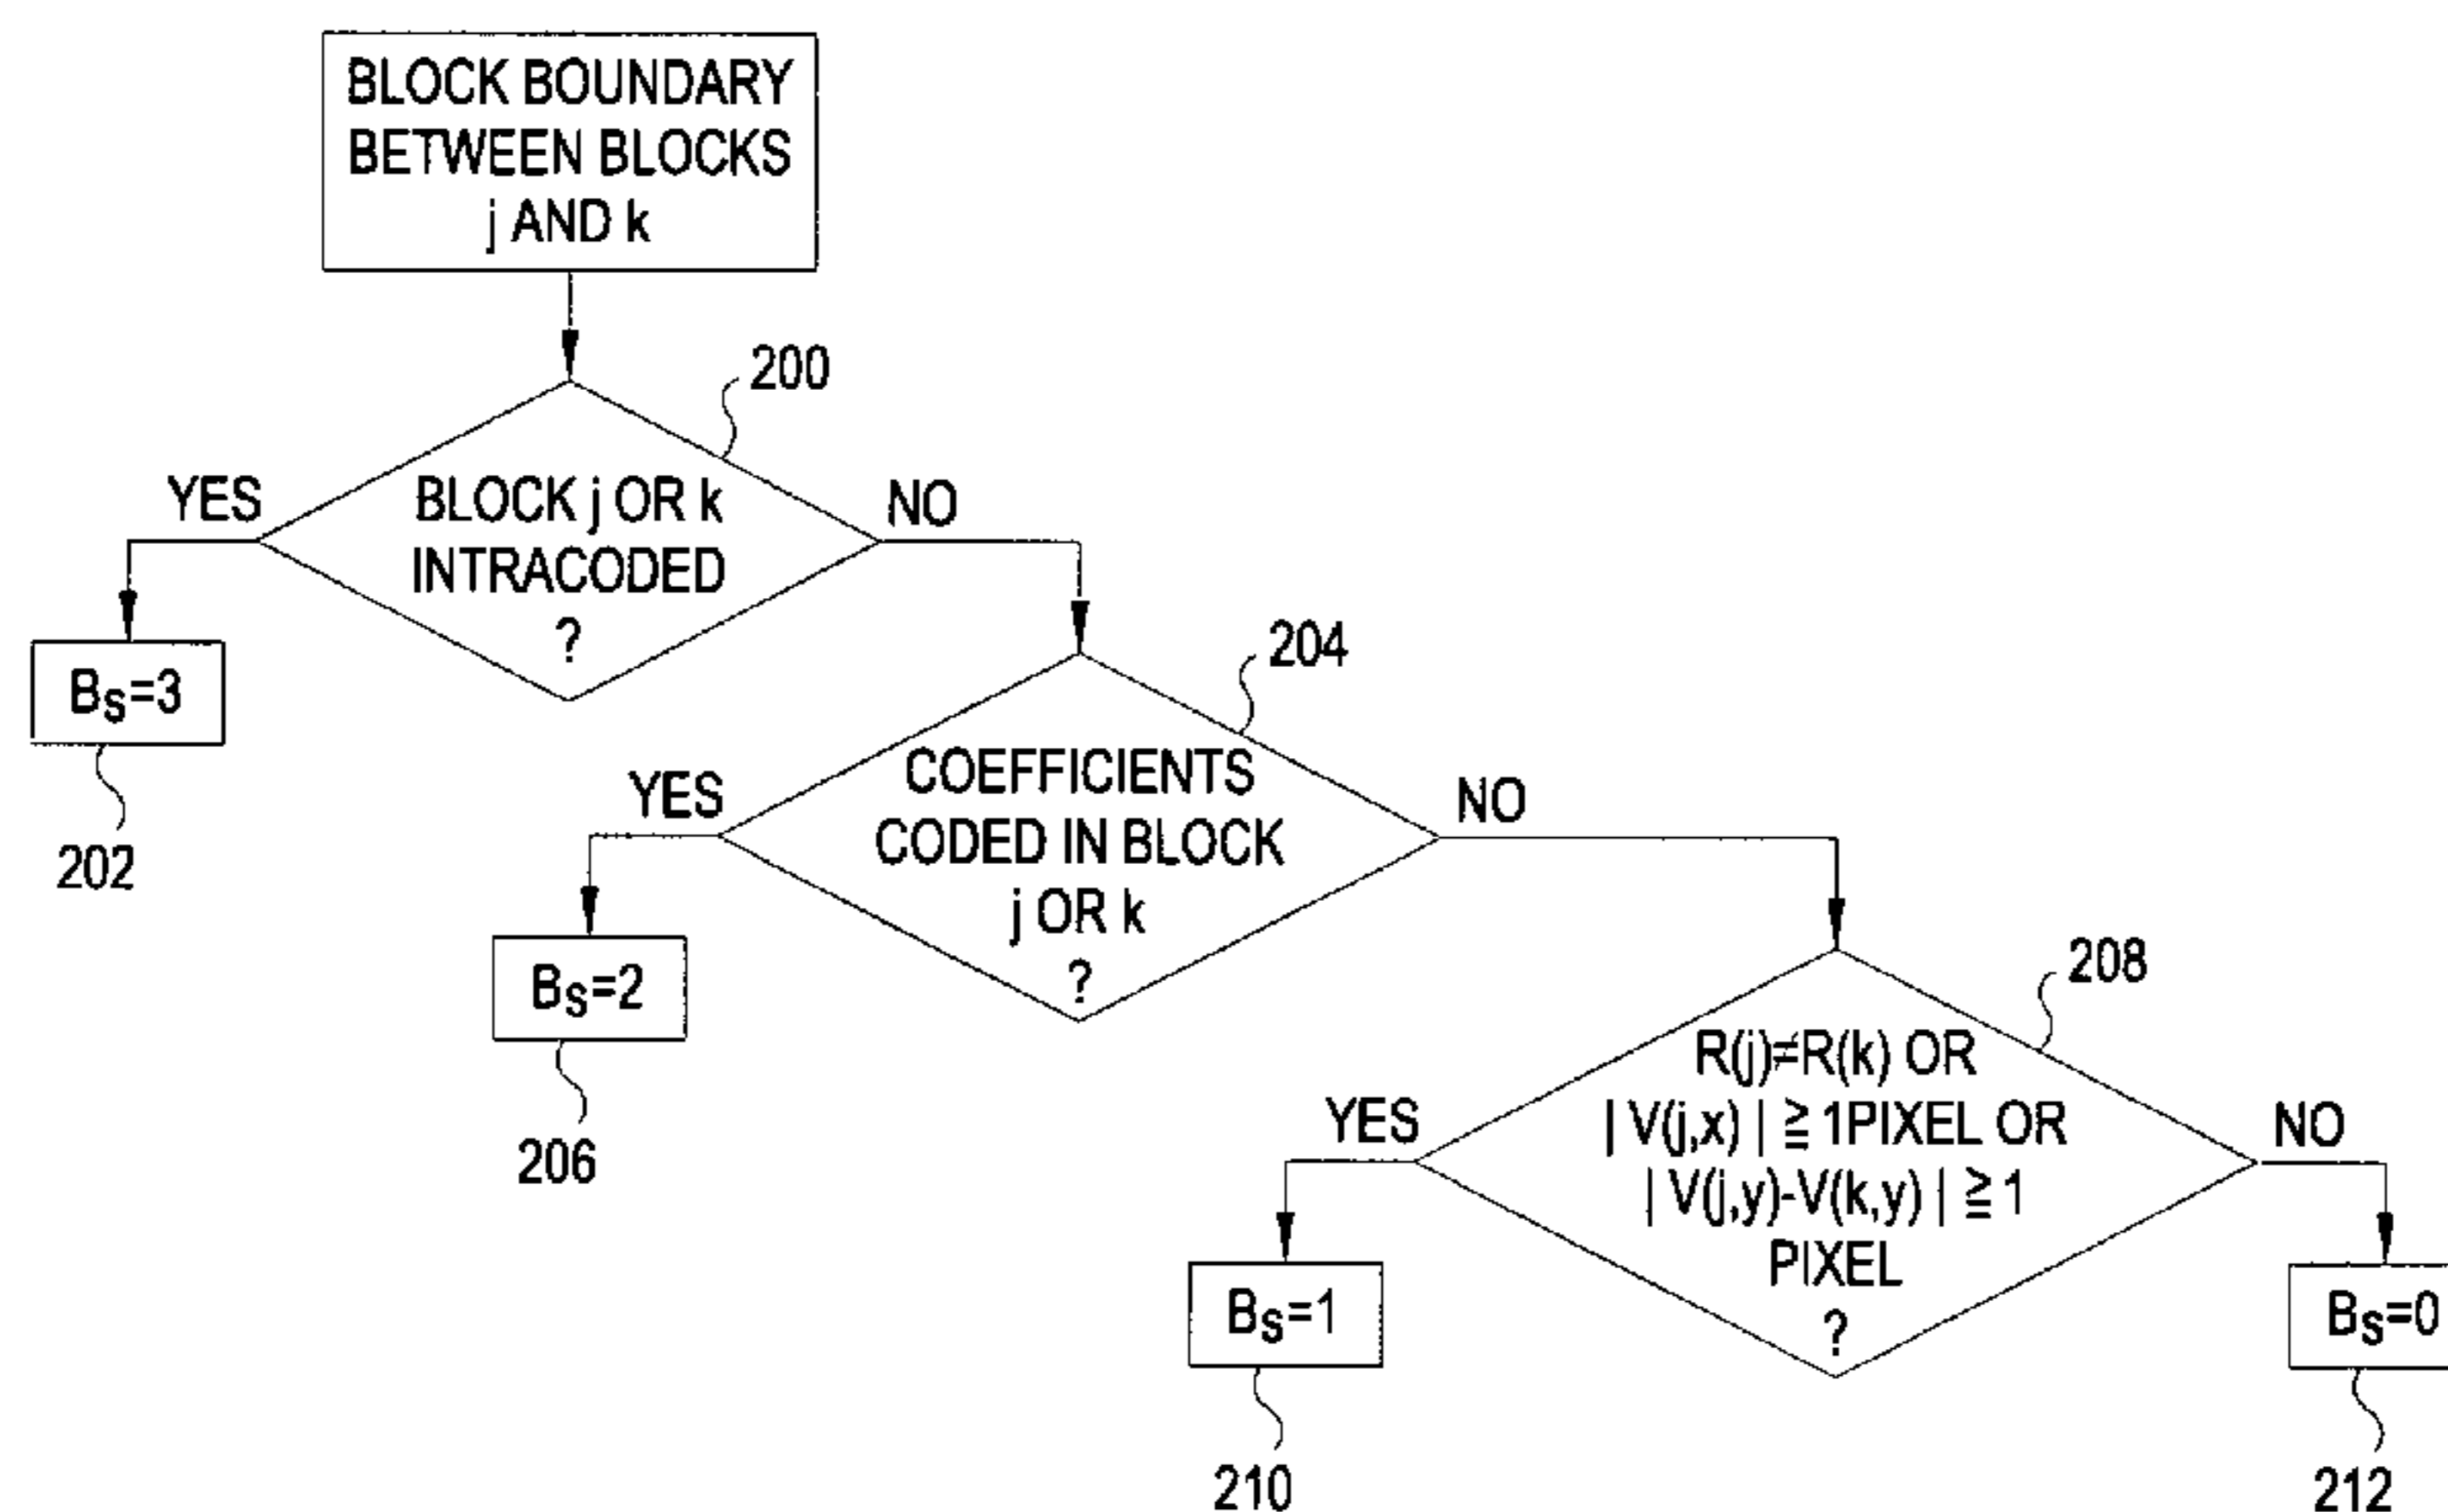 BLOCK BOUNDARY
BETWEEN BLOCKS
j AND k
200
BLOCK j OR k
INTRACODED
?
YES
NO
BS=3
202
204
COEFFICIENTS
CODED IN BLOCK
j OR k
?
YES
NO
BS=2
206
208
R(j)≠R(k) OR
| V(j,x) | ≧ 1PIXEL OR
| V(j,y)-V(k,y) | ≧ 1
PIXEL
?
YES
NO
BS=1
210
BS=0
212